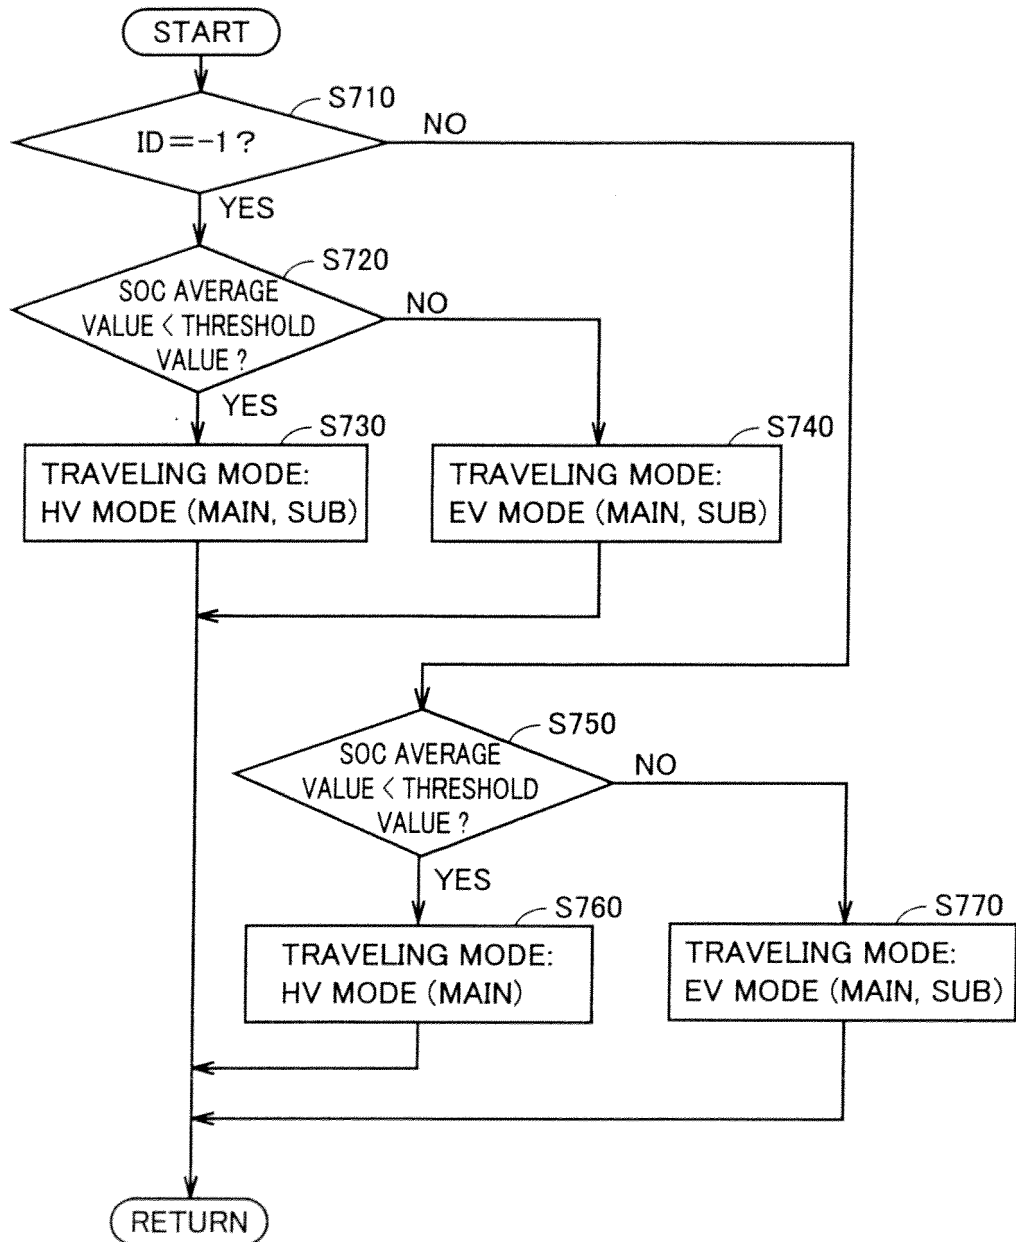 START
S710
ID=-1?
NO
YES
S720
SOC AVERAGE
VALUE < THRESHOLD
VALUE?
NO
YES
S730
TRAVELING MODE:
HV MODE (MAIN, SUB)
S740
TRAVELING MODE:
EV MODE (MAIN, SUB)
S750
SOC AVERAGE
VALUE < THRESHOLD
VALUE?
NO
YES
S760
TRAVELING MODE:
HV MODE (MAIN)
S770
TRAVELING MODE:
EV MODE (MAIN, SUB)
RETURN